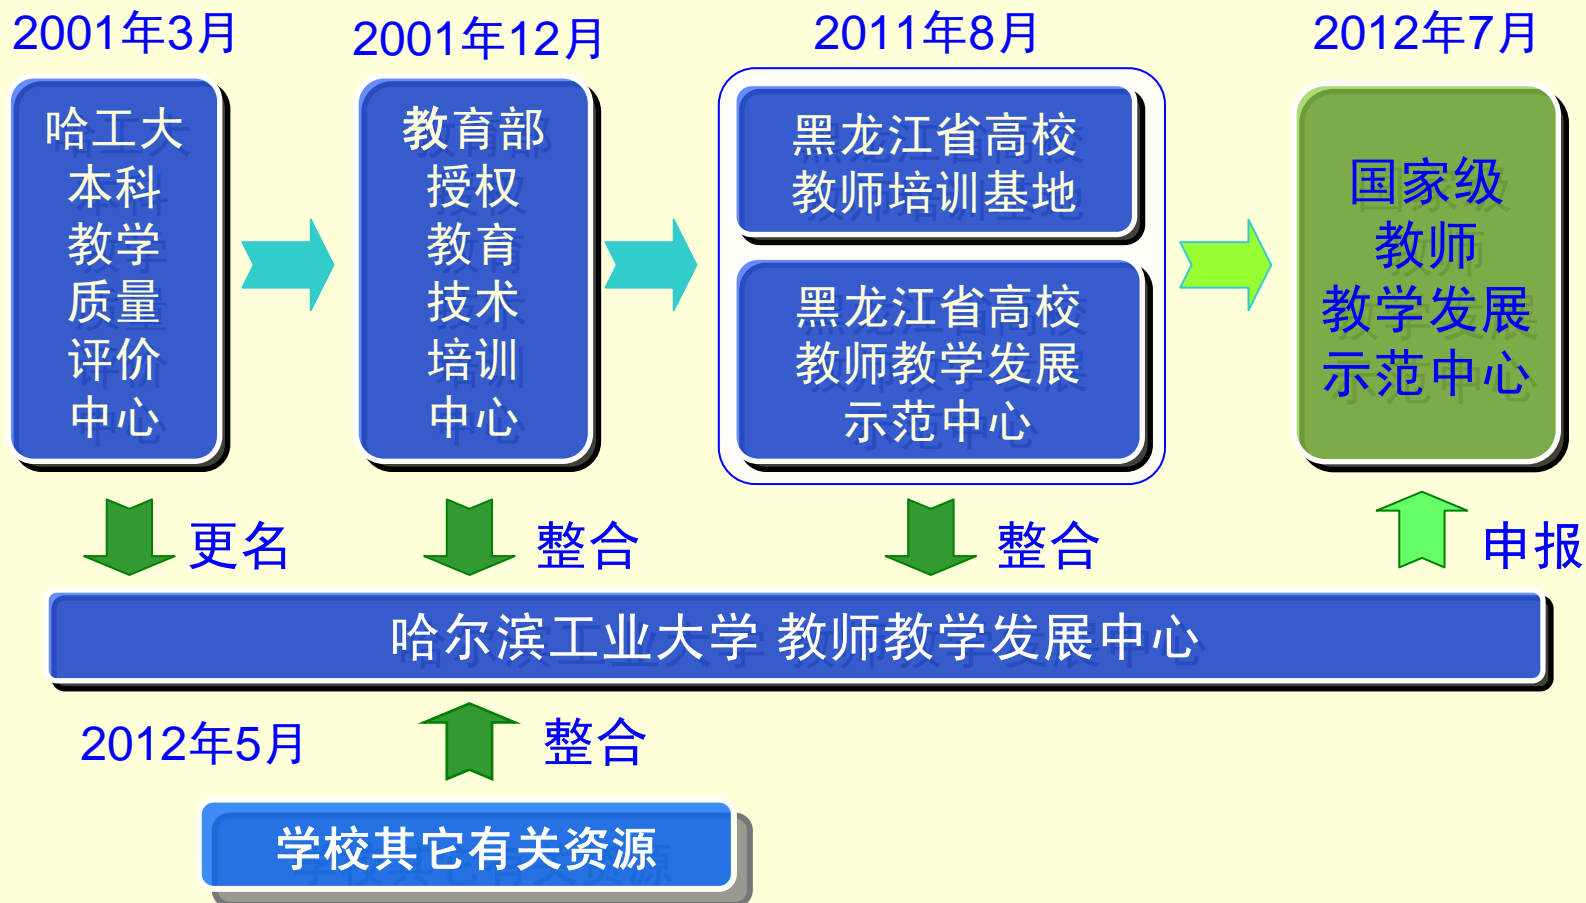 2001年3月
2001年12月
2011年8月
2012年7月
哈工大
本科
教学
质量
评价
中心
教育部
授权
教育
技术
培训
中心
黑龙江省高校
教师培训基地
黑龙江省高校
教师教学发展
示范中心
国家级
教师
教学发展
示范中心
更名
整合
整合
申报
哈尔滨工业大学 教师教学发展中心
2012年5月
整合
学校其它有关资源